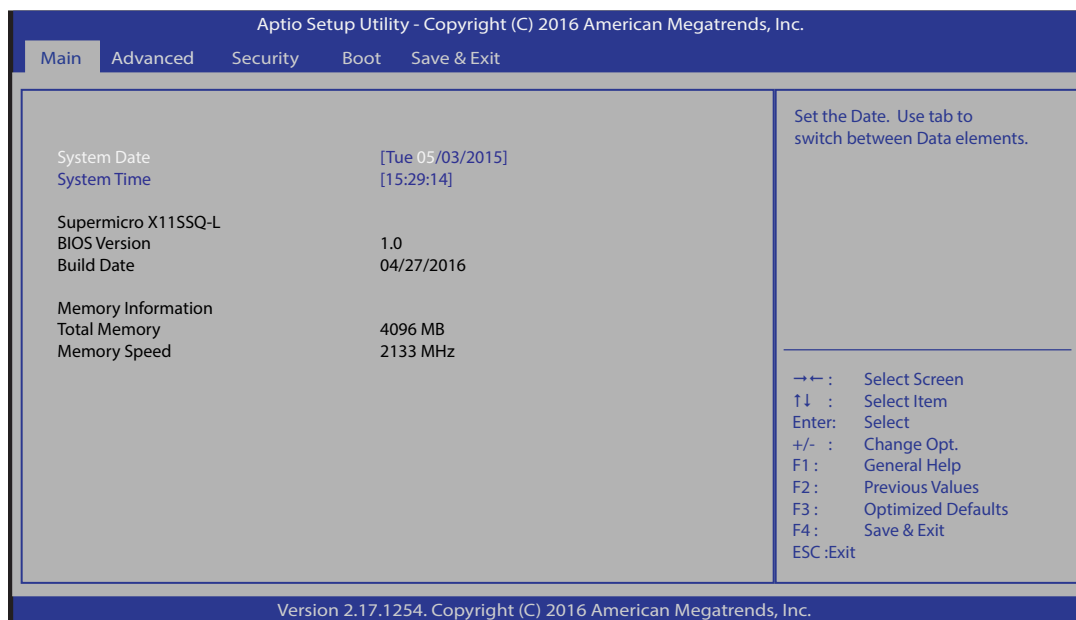 Aptio Setup Utility - Copyright (C) 2016 American Megatrends, Inc.
Main Advanced Security Boot Save & Exit
Set the Date. Use tab to
switch between Data elements.
System Date [Tue 05/03/2015]
System Time [15:29:14]
Supermicro X11SSQ-L
BIOS Version 1.0
Build Date 04/27/2016
Memory Information
Total Memory 4096 MB
Memory Speed 2133 MHz
→← : Select Screen
↑↓ : Select Item
Enter: Select
+/- : Change Opt.
F1 : General Help
F2 : Previous Values
F3 : Optimized Defaults
F4 : Save & Exit
ESC :Exit
Version 2.17.1254. Copyright (C) 2016 American Megatrends, Inc.